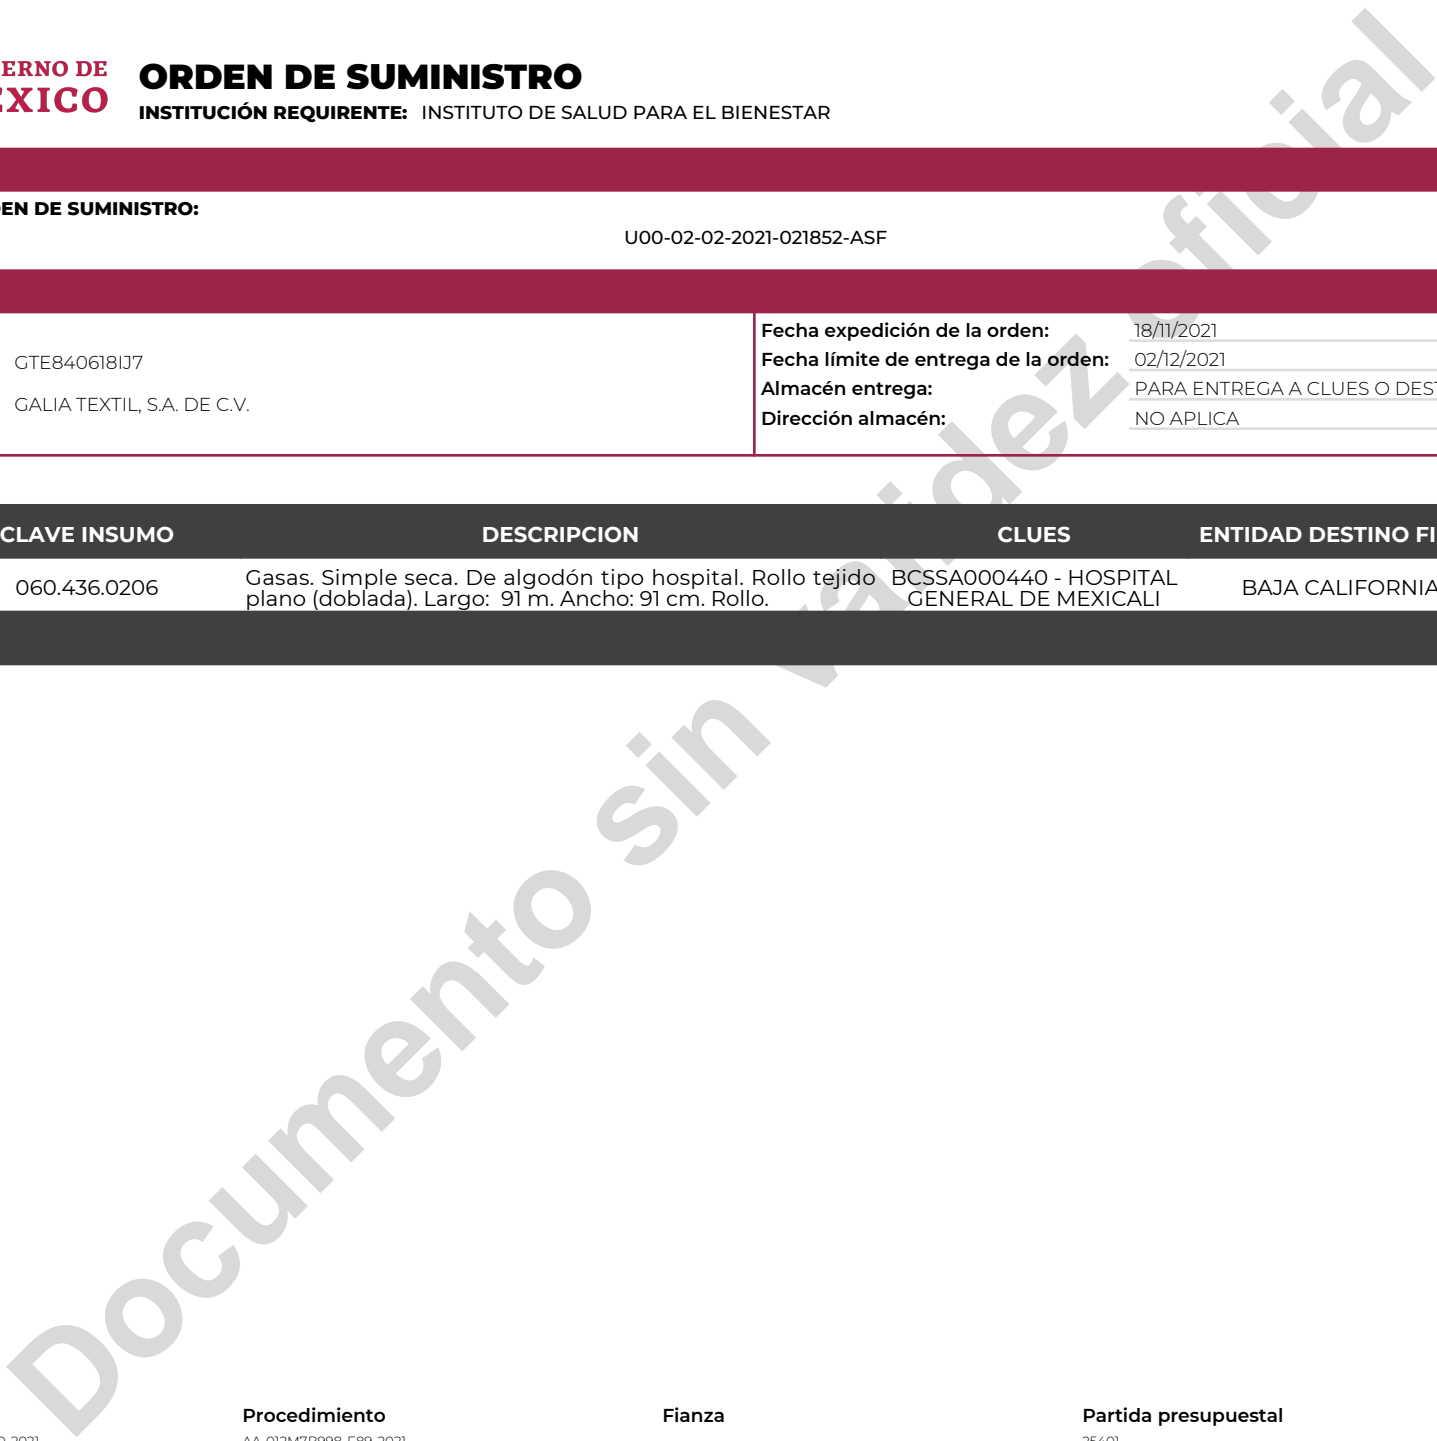 ERNO DE
EXICO
ORDEN DE SUMINISTRO
INSTITUCIÓN REQUIRENTE: INSTITUTO DE SALUD PARA EL BIENESTAR
EN DE SUMINISTRO:
U00-02-02-2021-021852-ASF
GTE840618IJ7
GALIA TEXTIL, S.A. DE C.V.
Fecha expedición de la orden: 18/11/2021
Fecha límite de entrega de la orden: 02/12/2021
Almacén entrega: PARA ENTREGA A CLUES O DEST
Dirección almacén: NO APLICA
CLAVE INSUMO DESCRIPCION CLUES ENTIDAD DESTINO FI
060.436.0206 Gasas. Simple seca. De algodón tipo hospital. Rollo tejido plano (doblada). Largo: 91 m. Ancho: 91 cm. Rollo. BCSSA000440 - HOSPITAL GENERAL DE MEXICALI BAJA CALIFORNIA
Documento sin validez oficial
Procedimiento Fianza Partida presupuestal